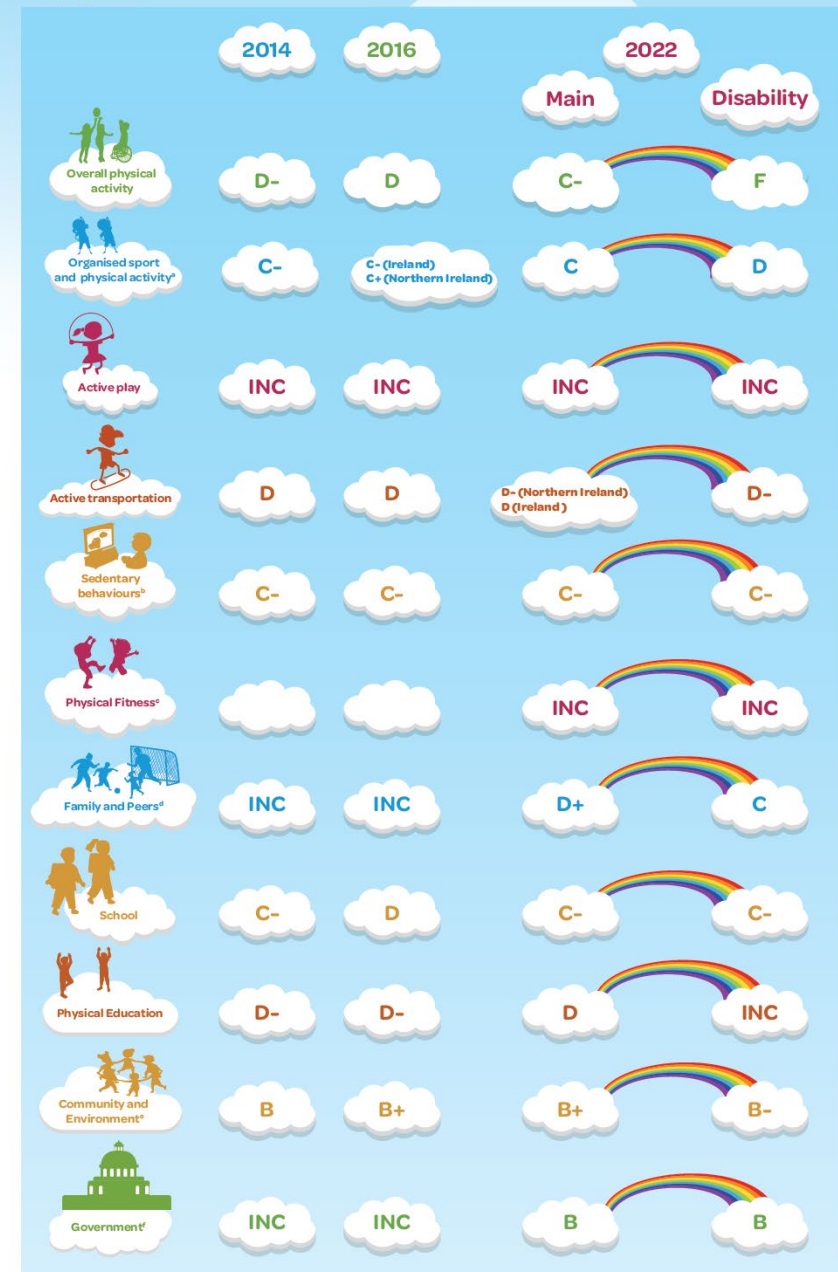 2014 2016 2022
Main Disability
Overall physical
activity
D- D C- F
Organised sport
and physical activityᵃ
C-
C- (Ireland)
C+ (Northern Ireland)
C D
Active play
INC INC INC INC
Active transportation
D D
D- (Northern Ireland)
D (Ireland )
D-
Sedentary
behavioursᵇ
C- C- C- C-
Physical Fitnessᶜ
INC INC
Family and Peersᵈ
INC INC D+ C
School
C- D C- C-
Physical Education
D- D- D INC
Community and
Environmentᵉ
B B+ B+ B-
Governmentᶠ
INC INC B B